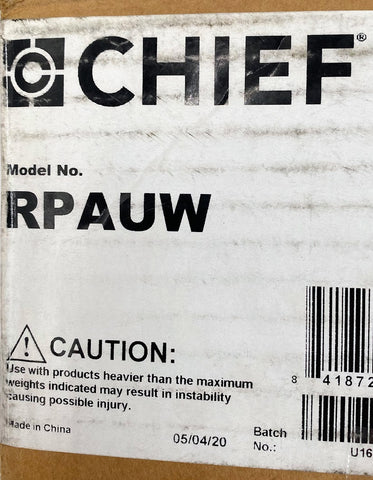 CHIEF®
Model No.
RPAUW
CAUTION:
Use with products heavier than the maximum
weights indicated may result in instability
causing possible injury.
Made in China
05/04/20
Batch
No.:
8 41872
U16